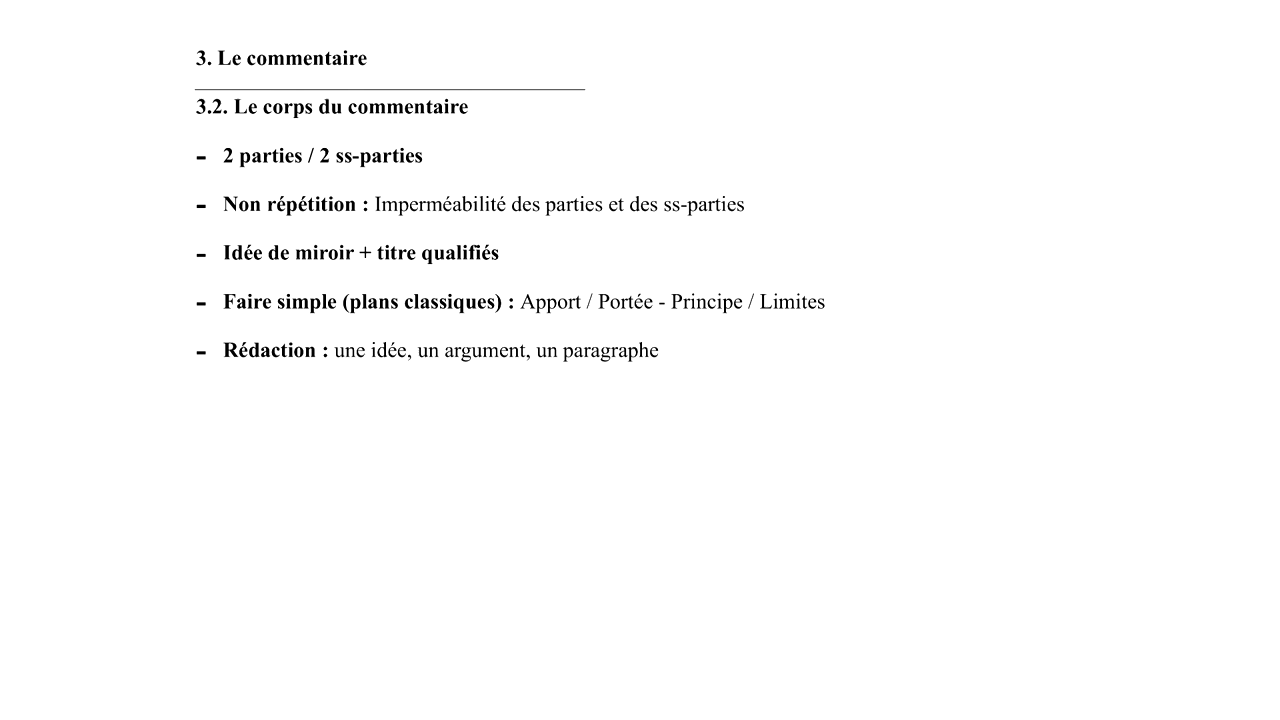 3. Le commentaire
3.2. Le corps du commentaire
- 2 parties / 2 ss-parties
- Non répétition : Imperméabilité des parties et des ss-parties
- Idée de miroir + titre qualifiés
- Faire simple (plans classiques) : Apport / Portée - Principe / Limites
- Rédaction : une idée, un argument, un paragraphe